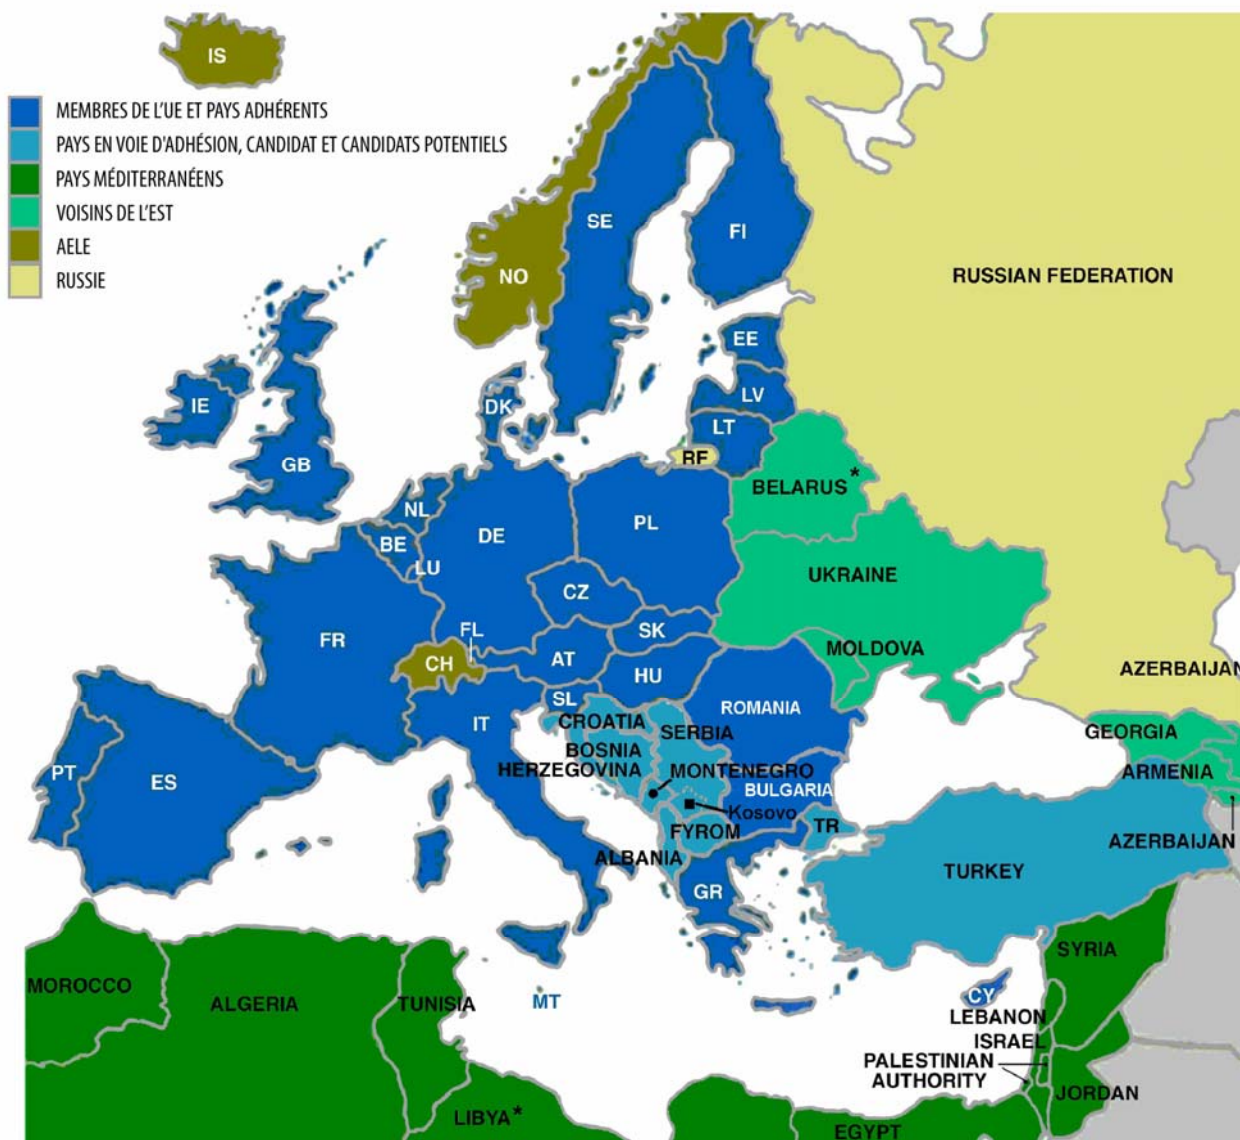 IS
MEMBRES DE L'UE ET PAYS ADHÉRENTS
PAYS EN VOIE D'ADHÉSION, CANDIDAT ET CANDIDATS POTENTIELS
PAYS MÉDITERRANÉENS
VOISINS DE L'EST
AELE
RUSSIE
SE
FI
NO
RUSSIAN FEDERATION
EE
LV
IE
DK
LT
RF
GB
BELARUS*
NL
PL
DE
BE
LU
UKRAINE
CZ
FL
SK
FR
MOLDOVA
CH
AT
HU
AZERBAIJAN
SL
ROMANIA
IT
CROATIA
SERBIA
GEORGIA
BOSNIA
HERZEGOVINA
MONTENEGRO
PT
ES
ARMENIA
BULGARIA
Kosovo
FYROM
TR
AZERBAIJAN
ALBANIA
TURKEY
GR
SYRIA
MOROCCO
CY
MT
ALGERIA
TUNISIA
LEBANON
ISRAEL
PALESTINIAN
AUTHORITY
JORDAN
LIBYA*
EGYPT